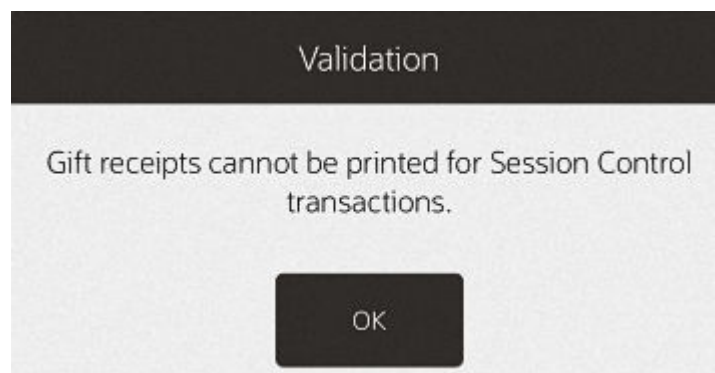 Validation
Gift receipts cannot be printed for Session Control
transactions.
OK